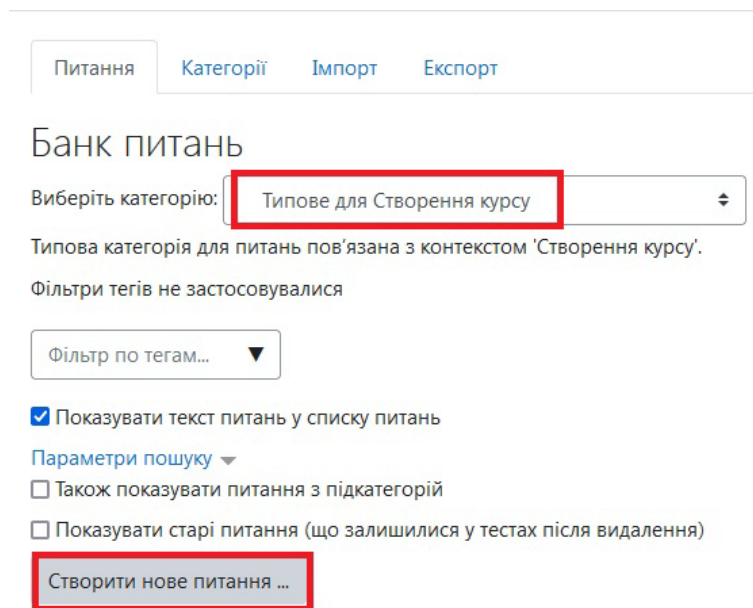 Питання Категорії Імпорт Експорт
Банк питань
Виберіть категорію: Типове для Створення курсу
Типова категорія для питань пов’язана з контекстом 'Створення курсу'.
Фільтри тегів не застосовувалися
Фільтр по тегам... ▼
Показувати текст питань у списку питань
Параметри пошуку
Також показувати питання з підкатегорій
Показувати старі питання (що залишилися у тестах після видалення)
Створити нове питання ...